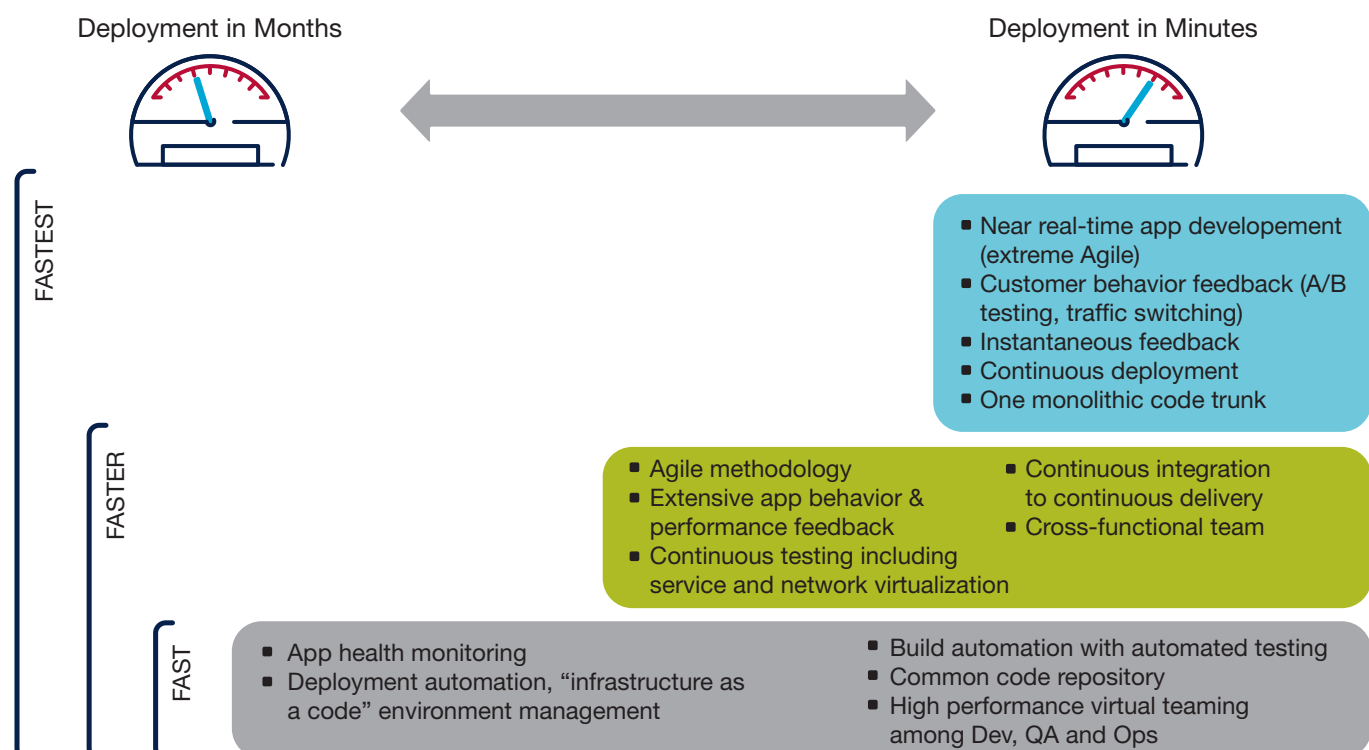 Deployment in Months
Deployment in Minutes
FASTEST
■ Near real-time app developement
(extreme Agile)
■ Customer behavior feedback (A/B
testing, traffic switching)
■ Instantaneous feedback
■ Continuous deployment
■ One monolithic code trunk
FASTER
■ Agile methodology
■ Extensive app behavior &
performance feedback
■ Continuous testing including
service and network virtualization
■ Continuous integration
to continuous delivery
■ Cross-functional team
FAST
■ App health monitoring
■ Deployment automation, “infrastructure as
a code” environment management
■ Build automation with automated testing
■ Common code repository
■ High performance virtual teaming
among Dev, QA and Ops